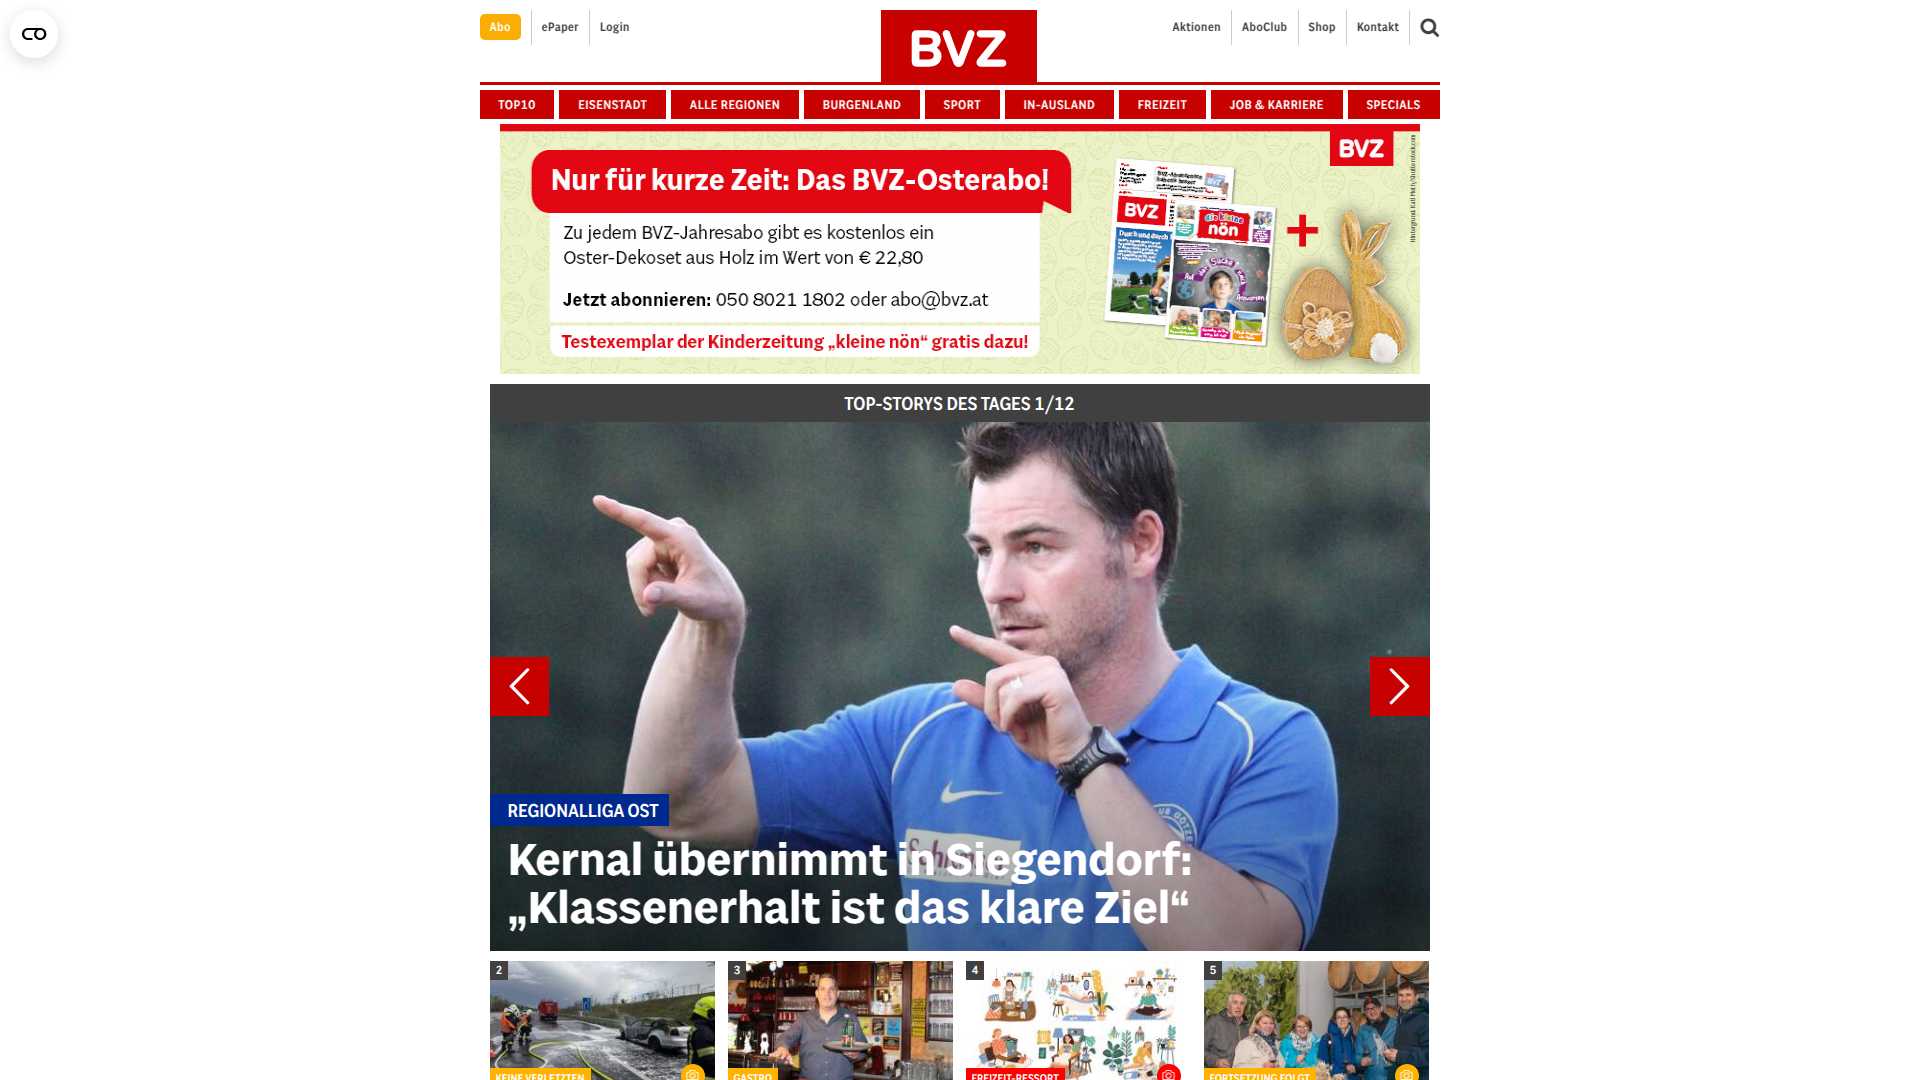 Abo
ePaper
Login
BVZ
Aktionen
AboClub
Shop
Kontakt
TOP10
EISENSTADT
ALLE REGIONEN
BURGENLAND
SPORT
IN-AUSLAND
FREIZEIT
JOB & KARRIERE
SPECIALS
Nur für kurze Zeit: Das BVZ-Osterabo!
Zu jedem BVZ-Jahresabo gibt es kostenlos ein
Oster-Dekoset aus Holz im Wert von € 22,80
Jetzt abonnieren: 050 8021 1802 oder abo@bvz.at
Testexemplar der Kinderzeitung „kleine nön“ gratis dazu!
BVZ
BVZ
die kleine
nön
+
TOP-STORYS DES TAGES 1/12
REGIONALLIGA OST
Kernal übernimmt in Siegendorf:
„Klassenerhalt ist das klare Ziel“
2
3
4
5
KEINE VERLETZTEN
GASTRO
FREIZEIT-RESSORT
FORTSETZUNG FOLGT